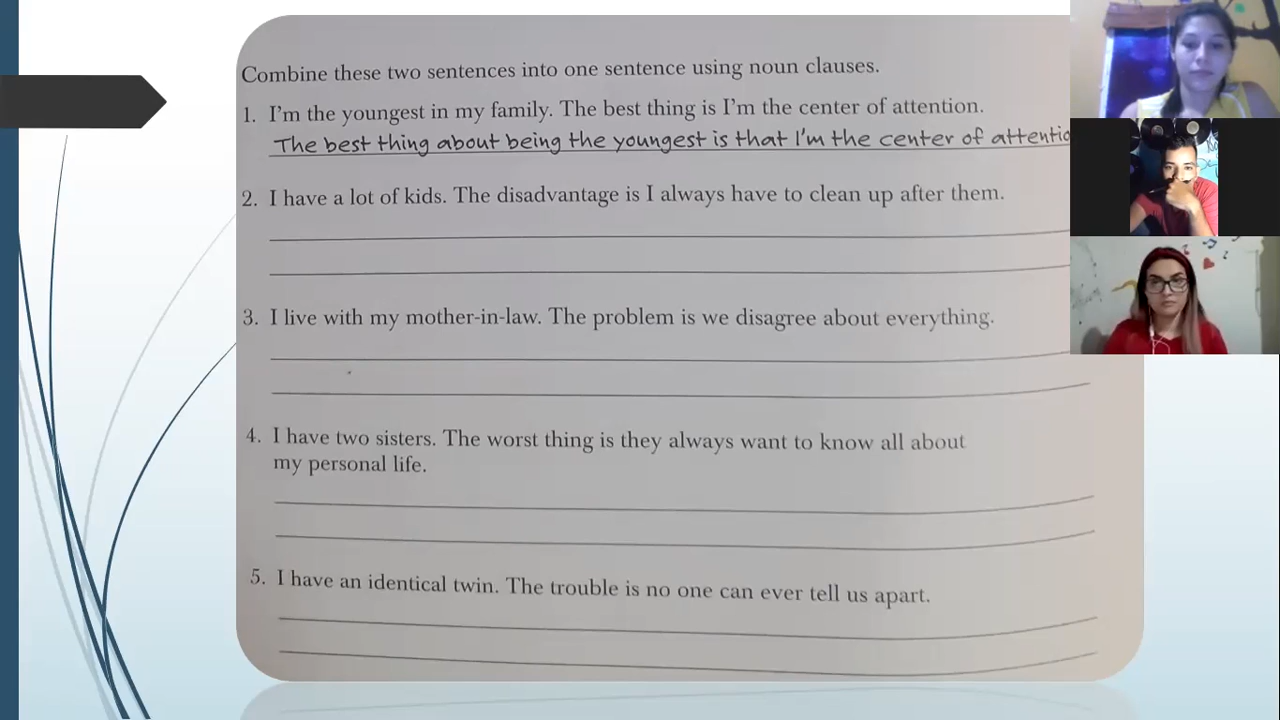 Combine these two sentences into one sentence using noun clauses.
1. I'm the youngest in my family. The best thing is I'm the center of attention.
The best thing about being the youngest is that I'm the center of
2. I have a lot of kids. The disadvantage is I always have to clean up after them.
3. I live with my mother-in-law. The problem is we disagree about everything.
4. I have two sisters. The worst thing is they always want to know all about
my personal life.
5. I have an identical twin. The trouble is no one can ever tell us apart.